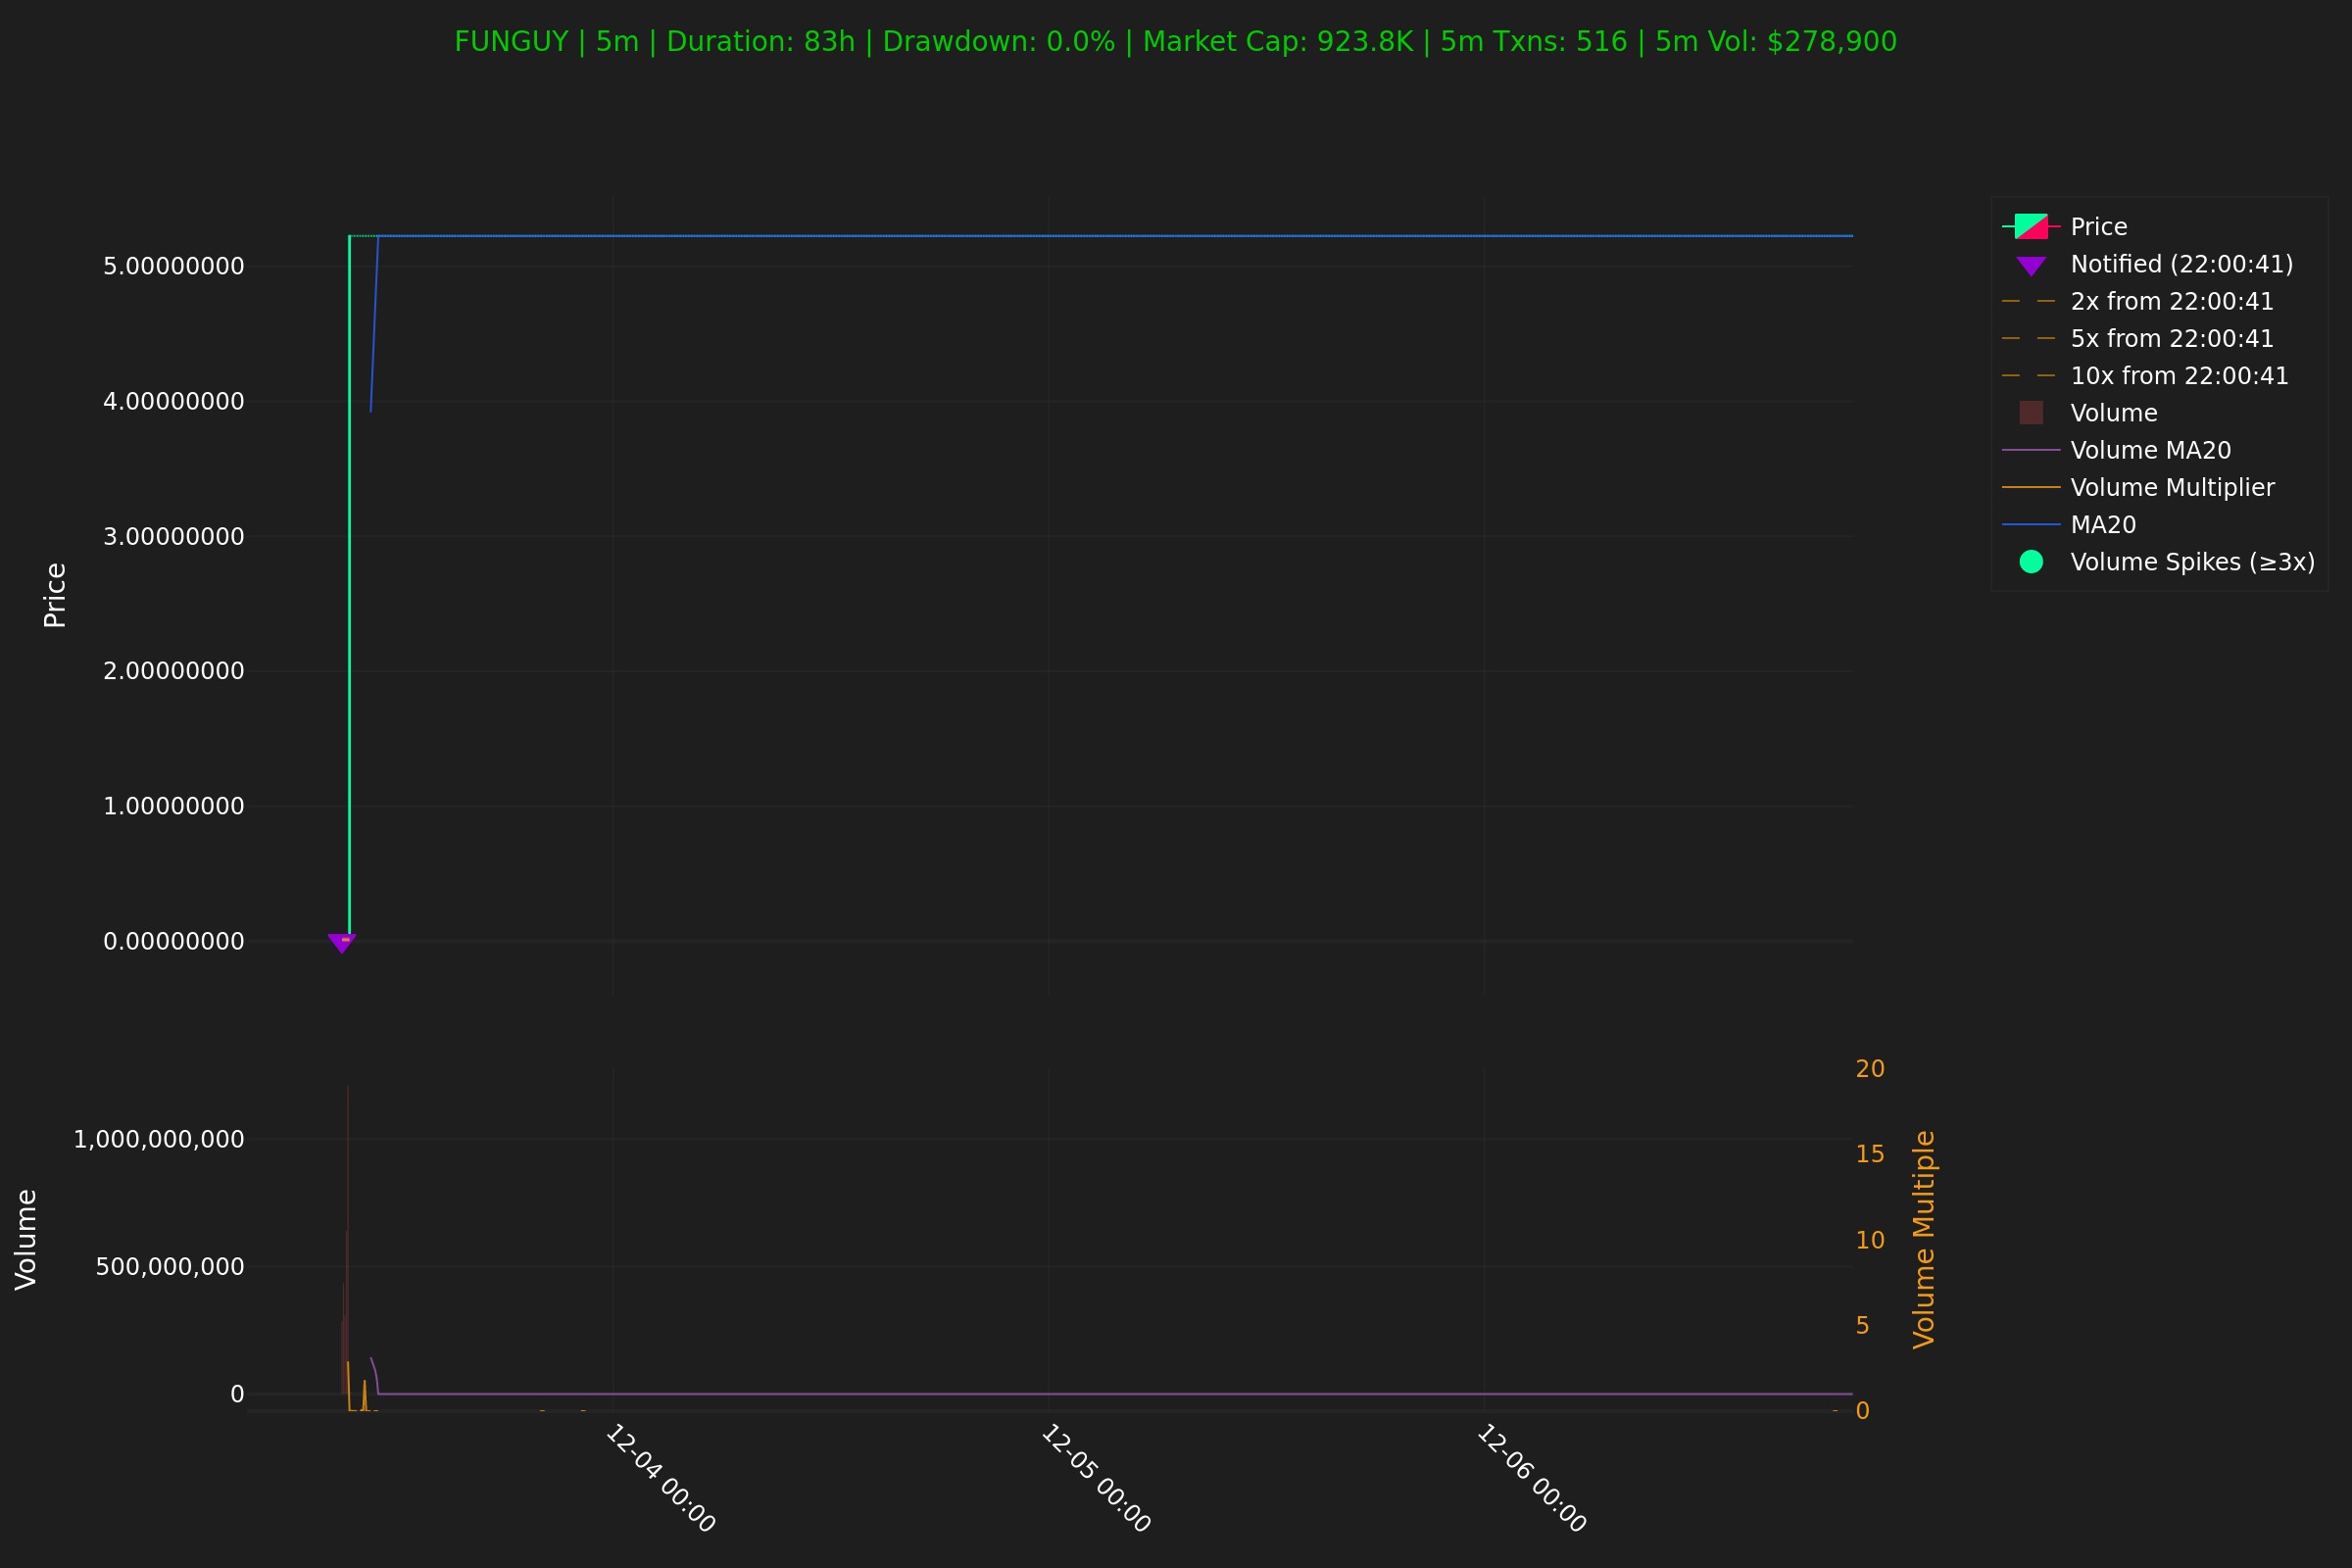 FUNGUY | 5m | Duration: 83h | Drawdown: 0.0% | Market Cap: 923.8K | 5m Txns: 516 | 5m Vol: $278,900
Price
5.00000000
4.00000000
3.00000000
2.00000000
1.00000000
0.00000000
Price
Notified (22:00:41)
2x from 22:00:41
5x from 22:00:41
10x from 22:00:41
Volume
Volume MA20
Volume Multiplier
MA20
Volume Spikes (≥3x)
Volume
1,000,000,000
500,000,000
0
20
15
10
5
0
Volume Multiple
12-04 00:00
12-05 00:00
12-06 00:00